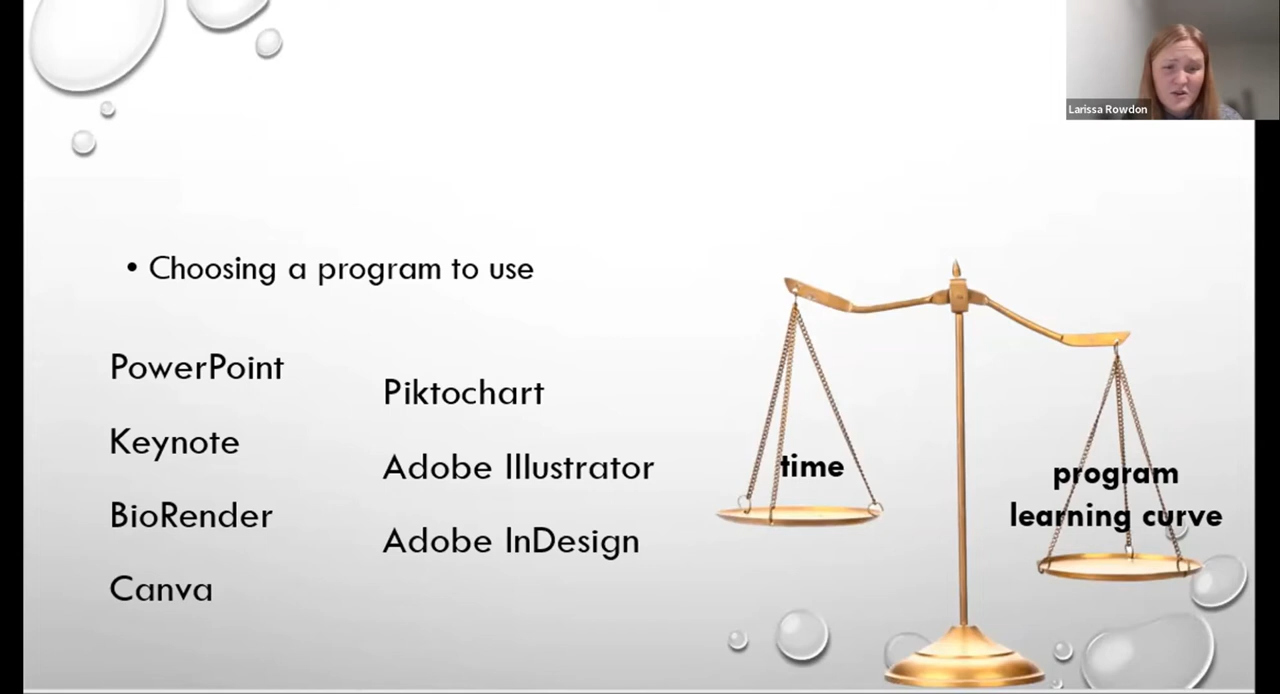 Larissa Rowdon
• Choosing a program to use
PowerPoint
Keynote
BioRender
Canva
Piktochart
Adobe Illustrator
Adobe InDesign
time
program
learning curve